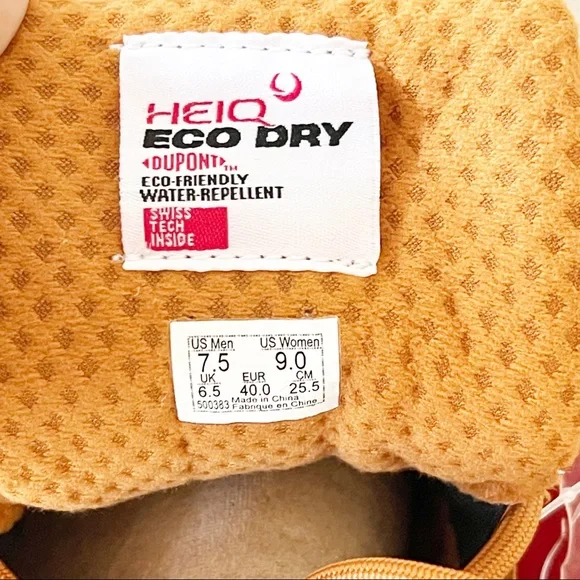 HEIQ
ECO DRY
DUPONT TM
ECO-FRIENDLY
WATER-REPELLENT
SWISS
TECH
INSIDE
US Men US Women
7.5 9.0
UK EUR CM
6.5 40.0 25.5
500383 Made in China
Fabrique en Chine